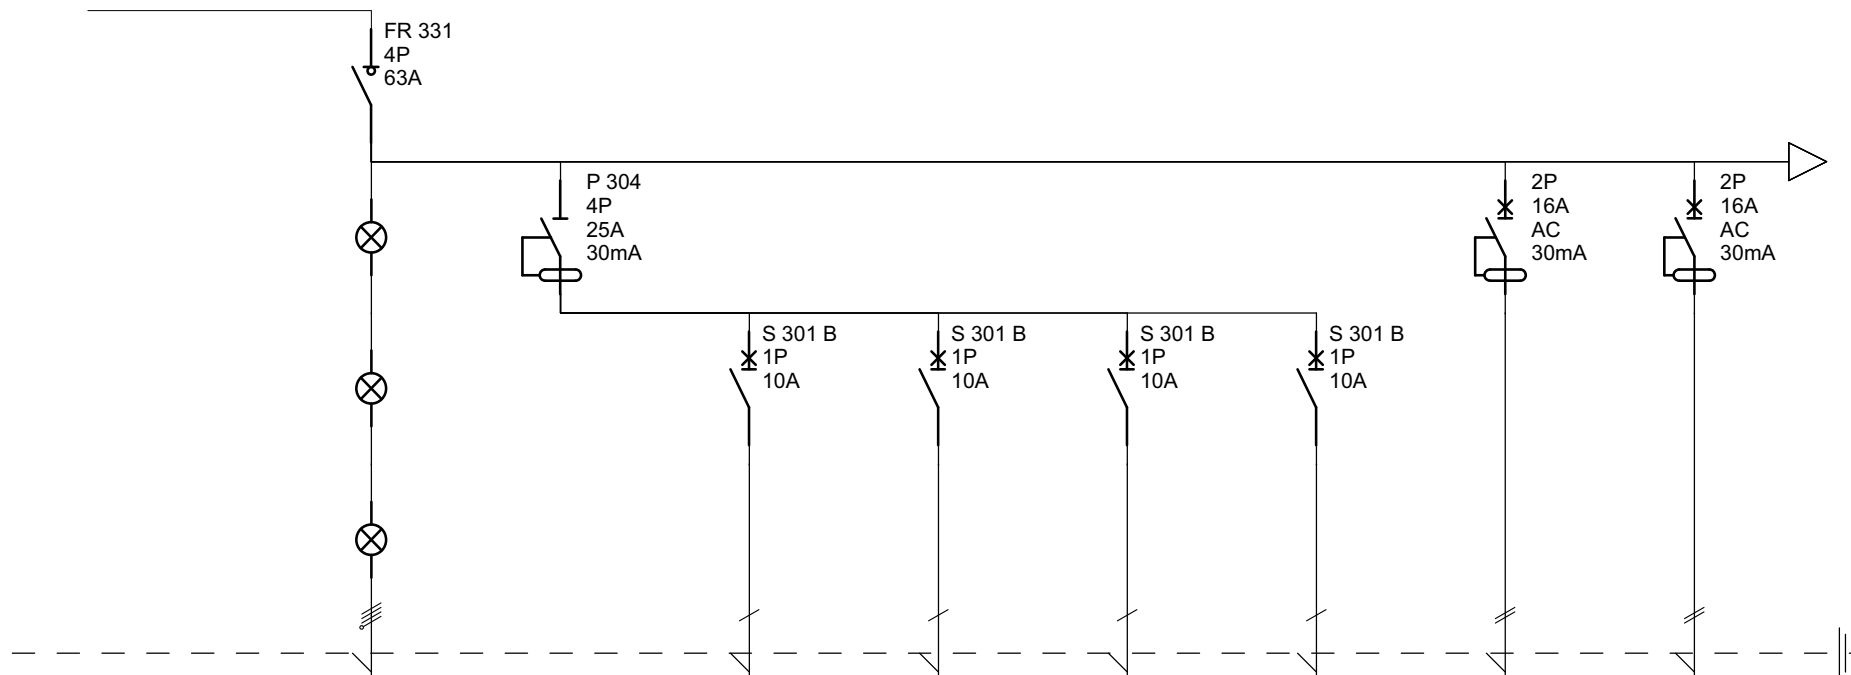 FR 331
4P
63A
P 304
4P
25A
30mA
2P
16A
AC
30mA
2P
16A
AC
30mA
S 301 B
1P
10A
S 301 B
1P
10A
S 301 B
1P
10A
S 301 B
1P
10A